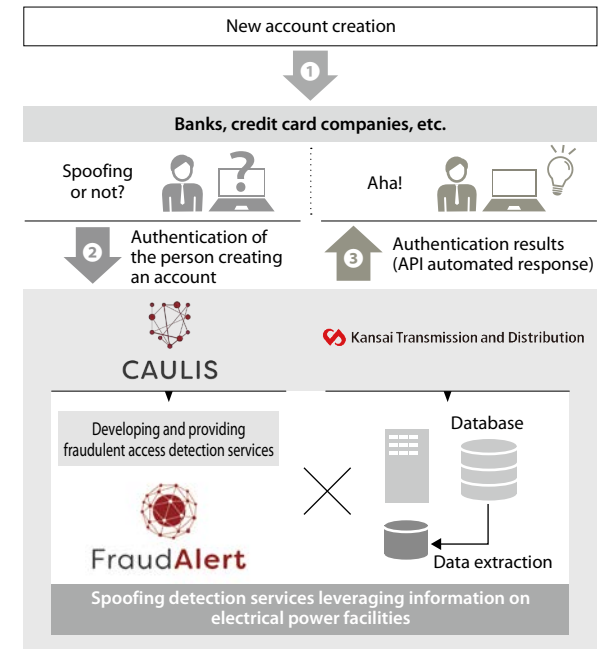 New account creation
1
Banks, credit card companies, etc.
Spoofing
or not?
?
Aha!
2
Authentication of
the person creating
an account
3
Authentication results
(API automated response)
CAULIS
Kansai Transmission and Distribution
Developing and providing
fraudulent access detection services
FraudAlert
Database
Data extraction
Spoofing detection services leveraging information on
electrical power facilities